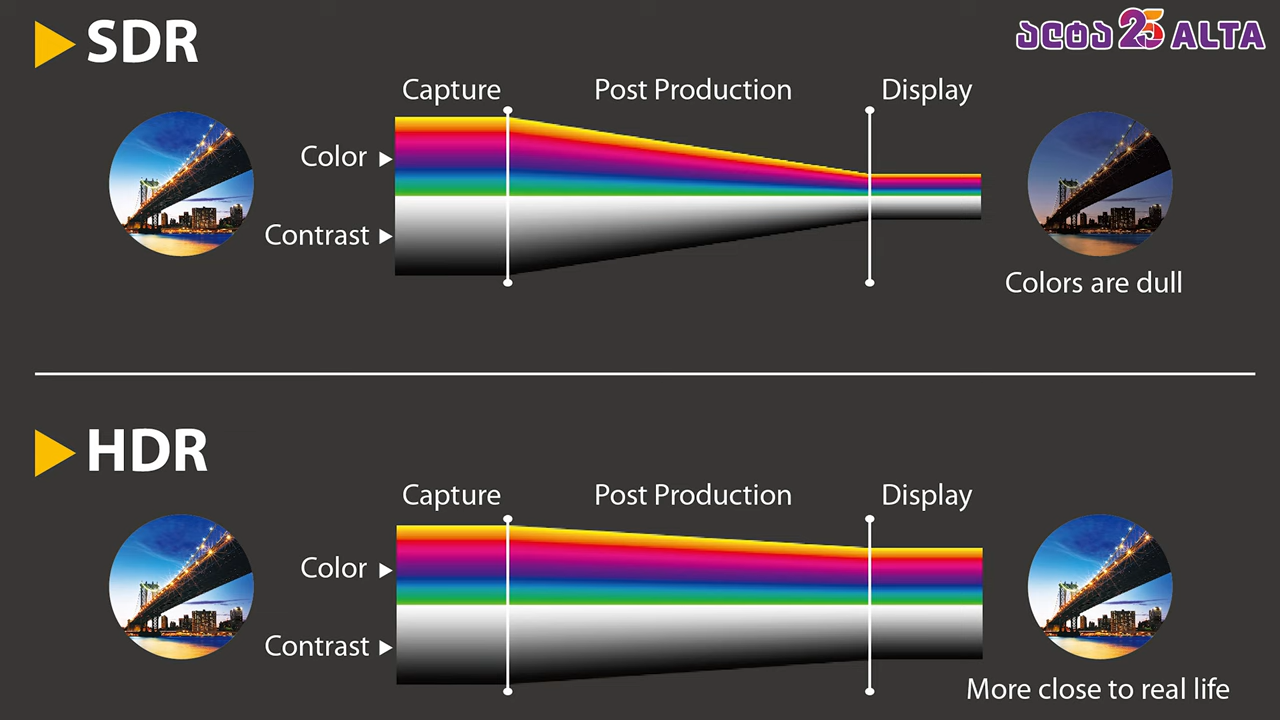 SDR
ალტა 25 ALTA
Capture
Post Production
Display
Color
Contrast
Colors are dull
HDR
Capture
Post Production
Display
Color
Contrast
More close to real life